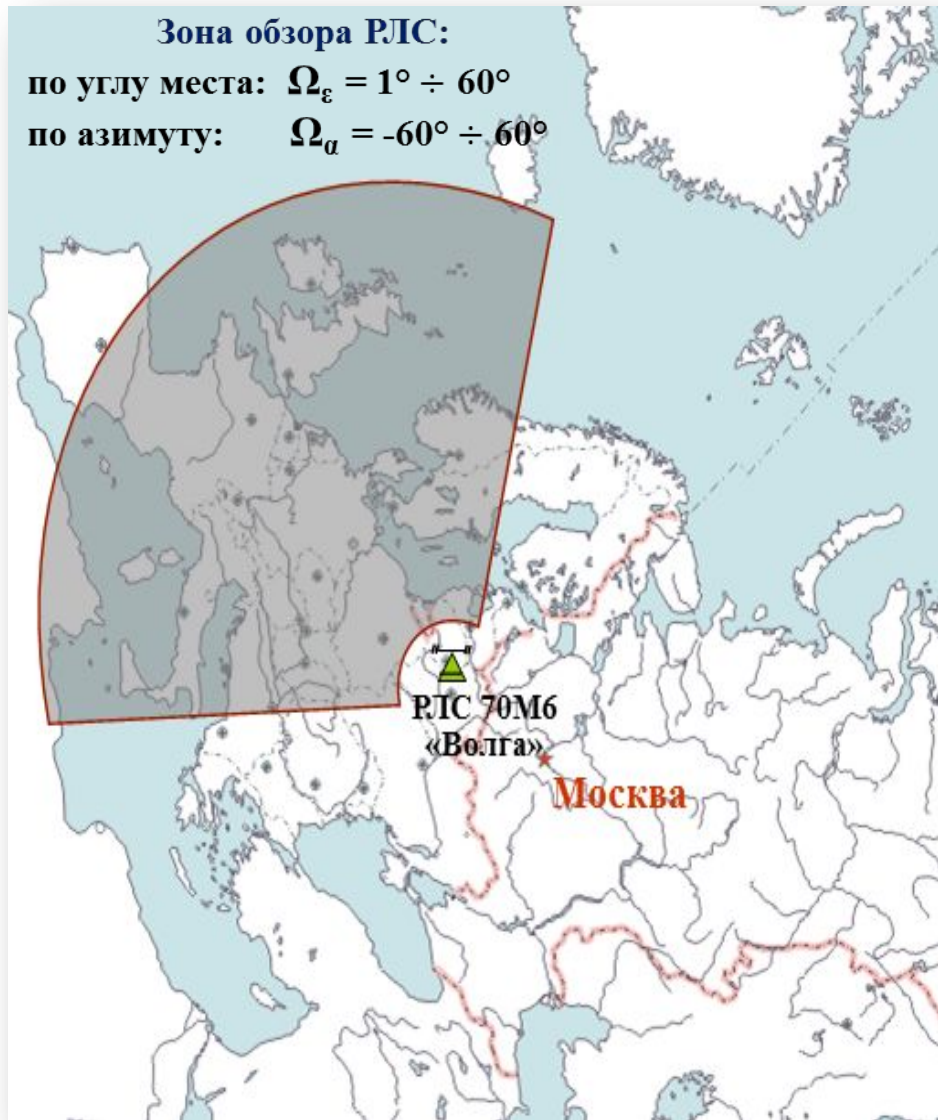 Зона обзора РЛС:
по углу места: Ωε = 1° ÷ 60°
по азимуту: Ωα = -60° ÷ 60°
РЛС 70М6
«Волга»
Москва